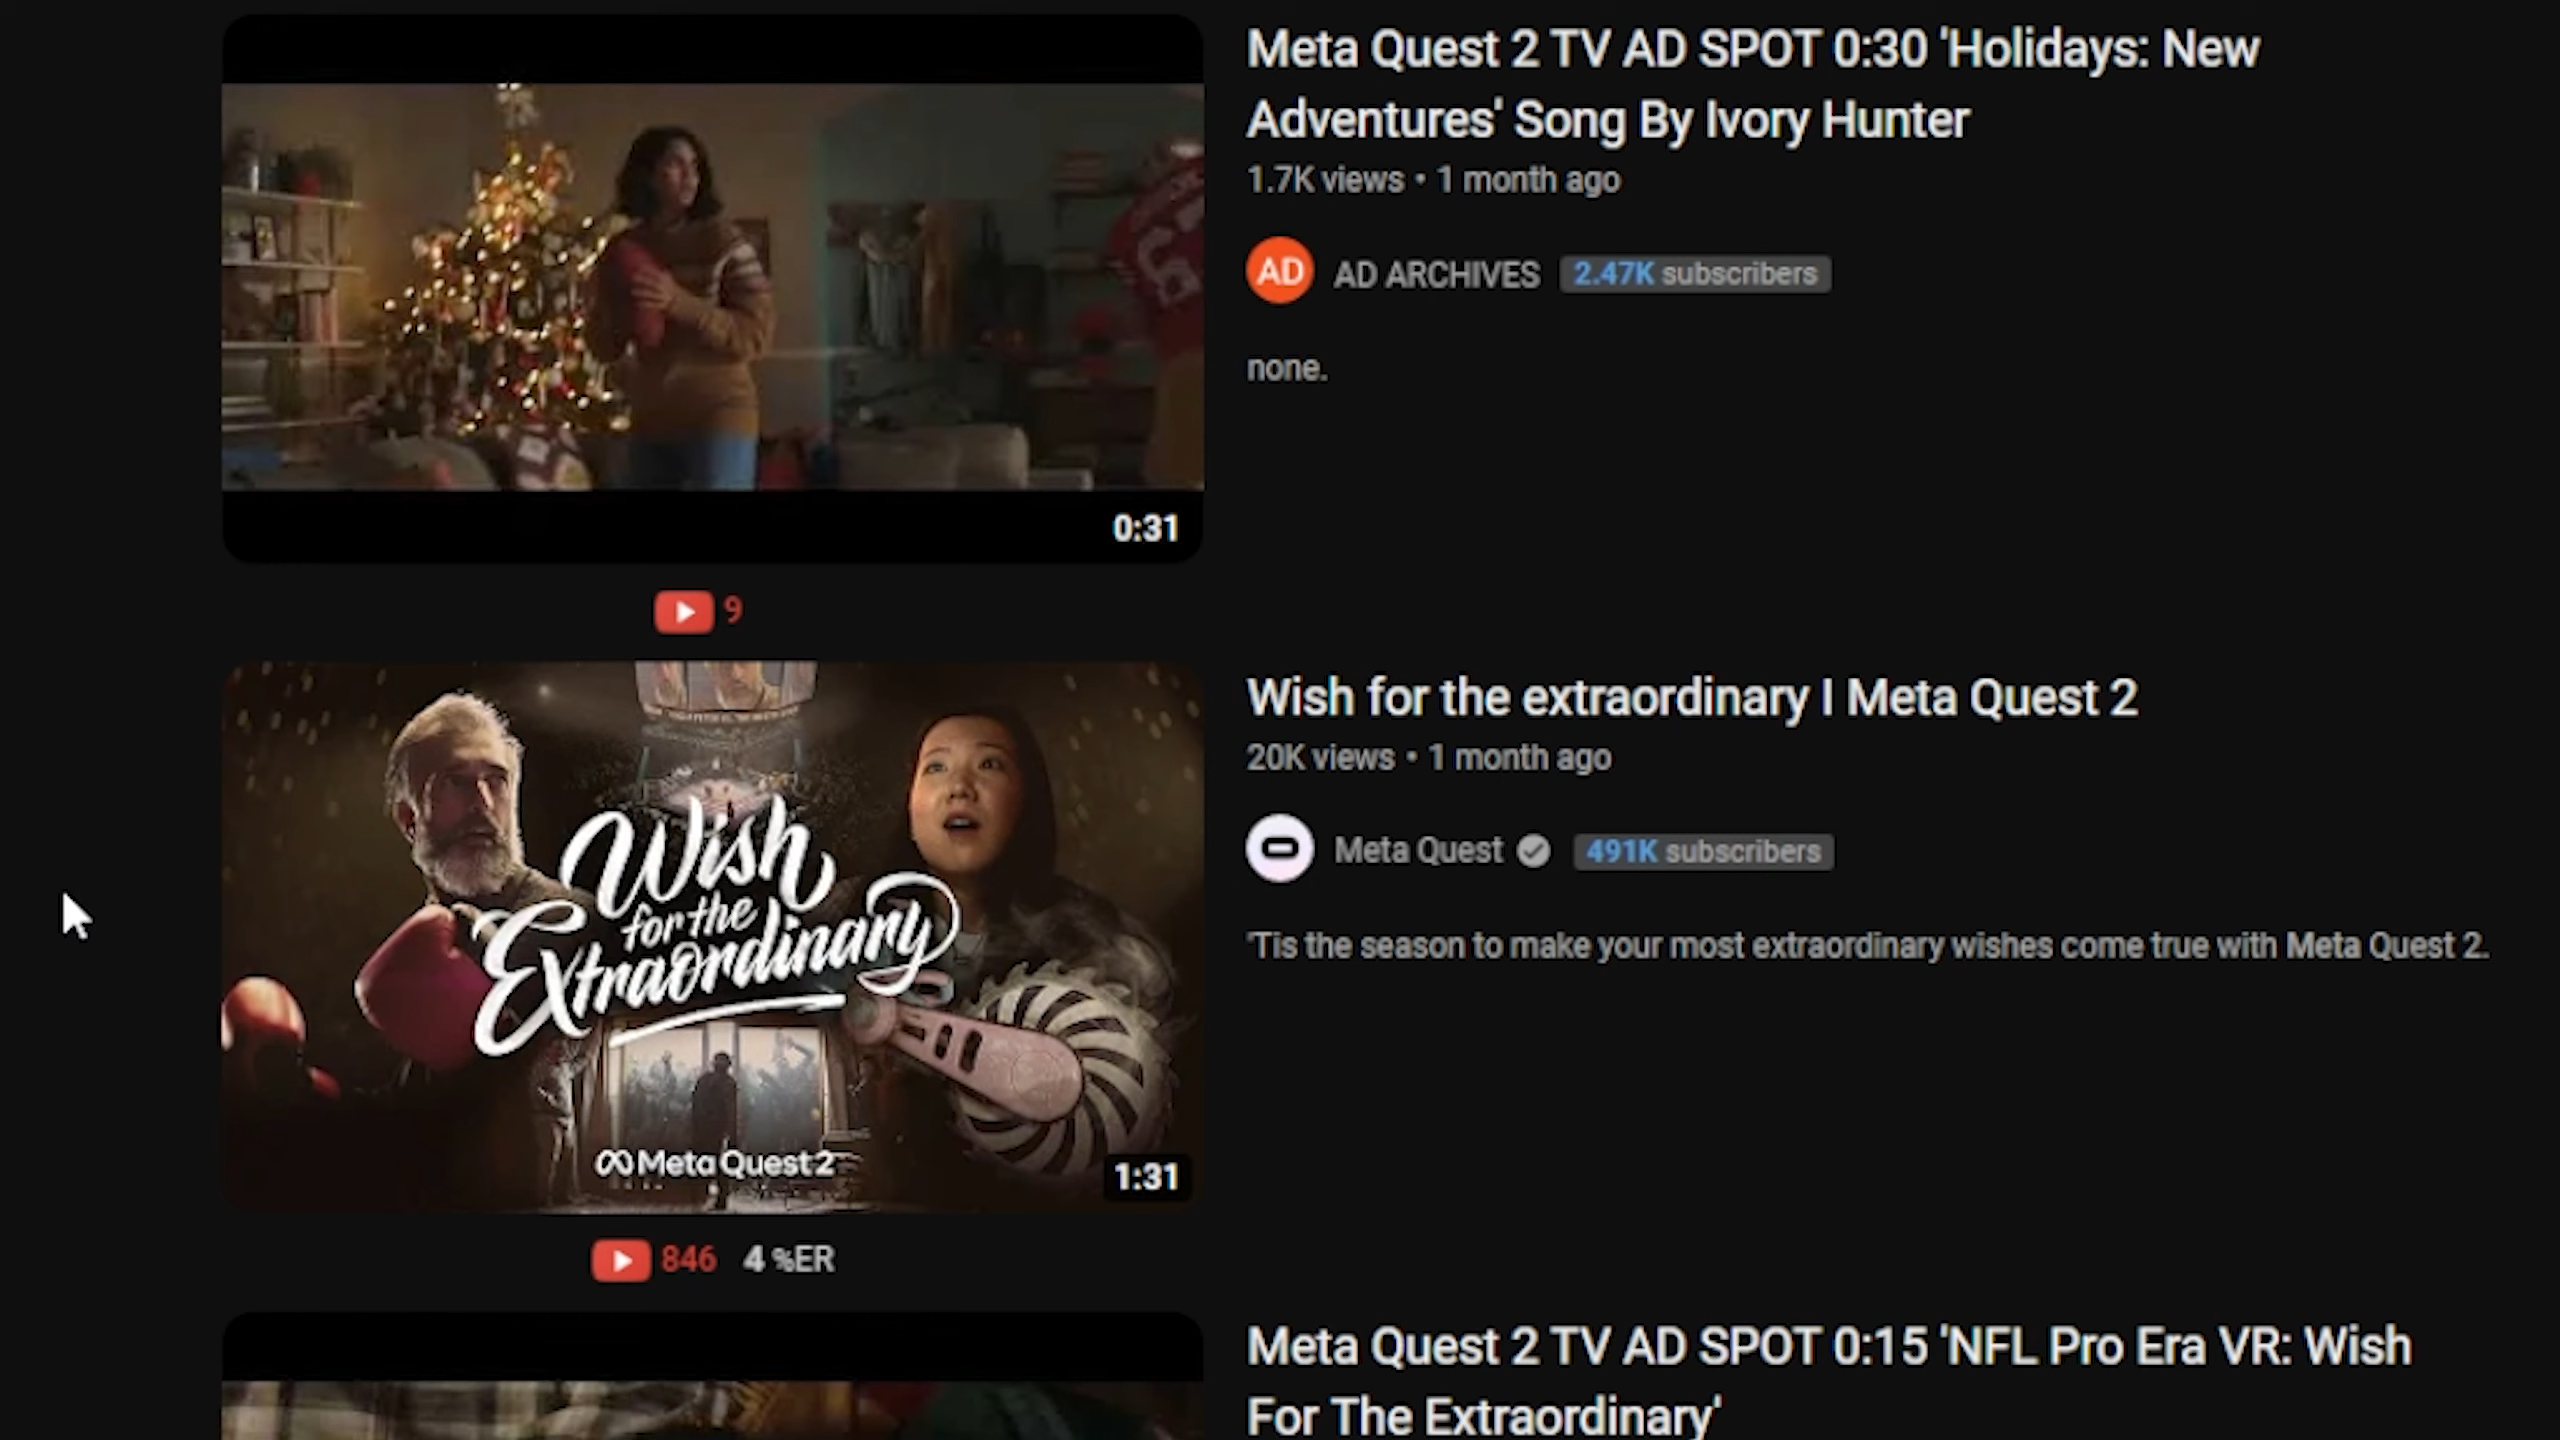 Meta Quest 2 TV AD SPOT 0:30 'Holidays: New
Adventures' Song By Ivory Hunter
1.7K views • 1 month ago
AD AD ARCHIVES 2.47K subscribers
none.
6
0:31
9
Wish for the extraordinary I Meta Quest 2
20K views • 1 month ago
Meta Quest 491K subscribers
'Tis the season to make your most extraordinary wishes come true with Meta Quest 2.
Wish
for the
Extraordinary
Meta Quest 2
1:31
846 4 %ER
Meta Quest 2 TV AD SPOT 0:15 'NFL Pro Era VR: Wish
For The Extraordinary'